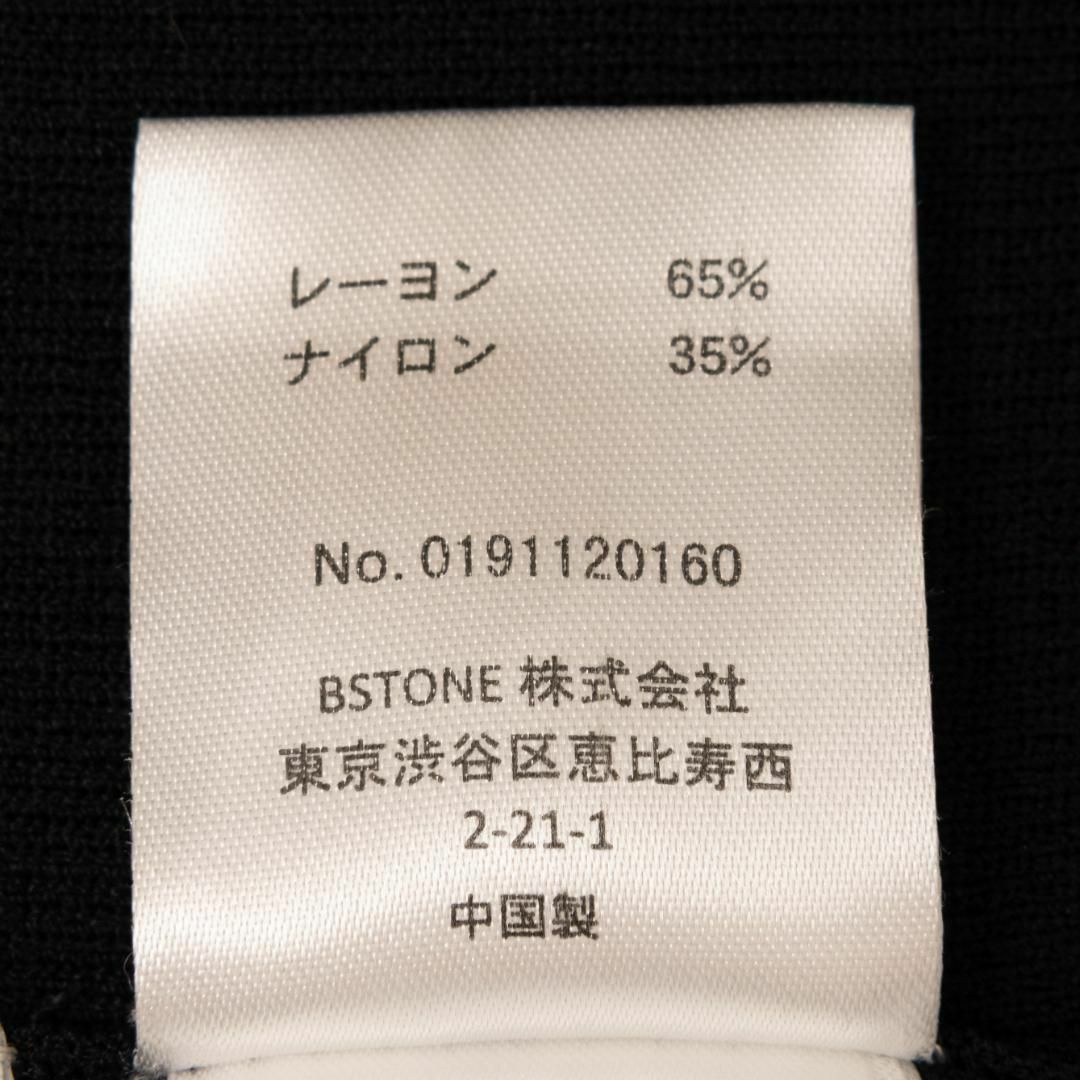 レーヨン 65%
ナイロン 35%
No. 0191120160
BSTONE 株式会社
東京渋谷区恵比寿西
2-21-1
中国製